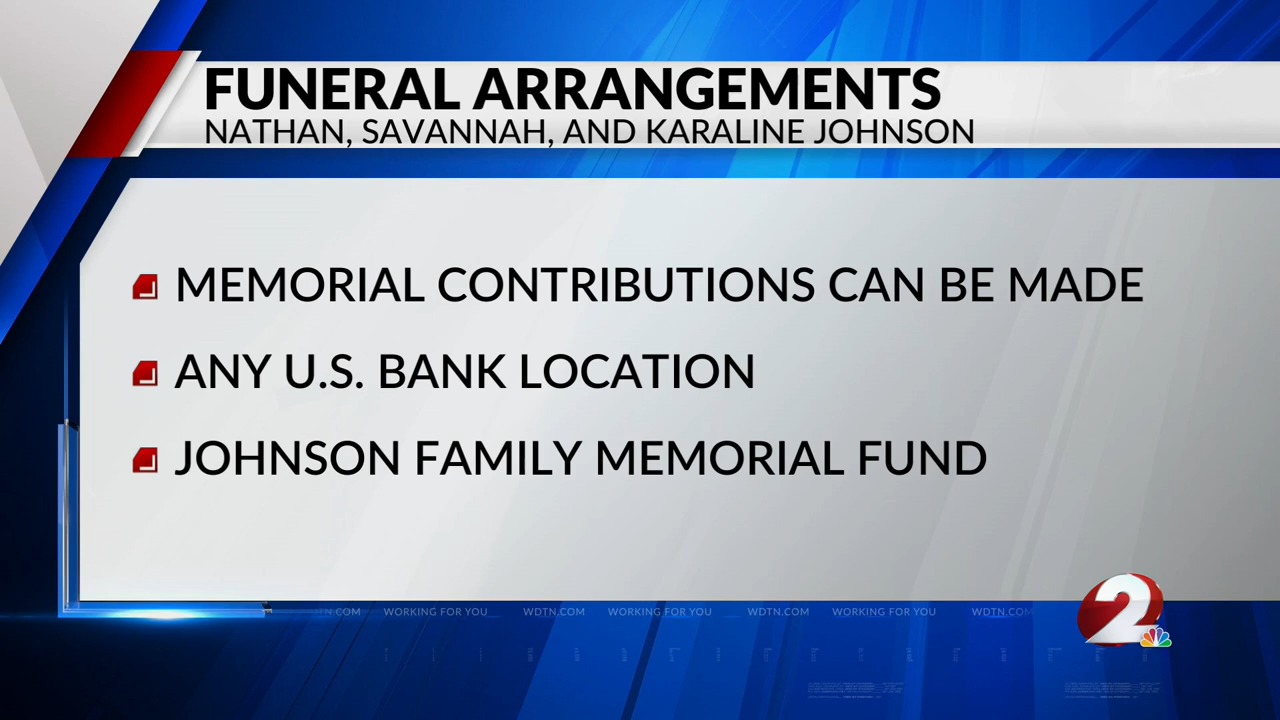 FUNERAL ARRANGEMENTS
NATHAN, SAVANNAH, AND KARALINE JOHNSON
MEMORIAL CONTRIBUTIONS CAN BE MADE
ANY U.S. BANK LOCATION
JOHNSON FAMILY MEMORIAL FUND
WORKING FOR YOU WDTN.COM WORKING FOR YOU WDTN.COM WORKING FOR YOU WDTN.COM
2